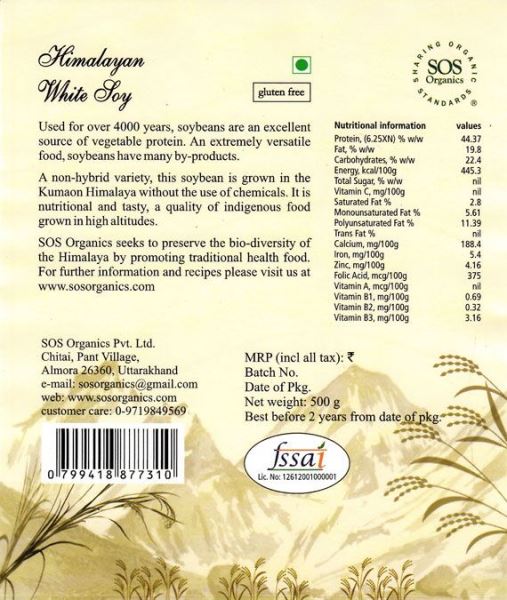 Himalayan
White Soy
gluten free
SHARING ORGANIC STANDARDS
SOS
Organics
®
Used for over 4000 years, soybeans are an excellent
source of vegetable protein. An extremely versatile
food, soybeans have many by-products.
A non-hybrid variety, this soybean is grown in the
Kumaon Himalaya without the use of chemicals. It is
nutritional and tasty, a quality of indigenous food
grown in high altitudes.
SOS Organics seeks to preserve the bio-diversity of
the Himalaya by promoting traditional health food.
For further information and recipes please visit us at
www.sosorganics.com
Nutritional information values
Protein, (6.25XN) % w/w 44.37
Fat, % w/w 19.8
Carbohydrates, % w/w 22.4
Energy, kcal/100g 445.3
Total Sugar, % w/w nil
Vitamin C, mg/100g nil
Saturated Fat % 2.8
Monounsaturated Fat % 5.61
Polyunsaturated Fat % 11.39
Trans Fat % nil
Calcium, mg/100g 188.4
Iron, mg/100g 5.4
Zinc, mg/100g 4.16
Folic Acid, mcg/100g 375
Vitamin A, mcg/100g nil
Vitamin B1, mg/100g 0.69
Vitamin B2, mg/100g 0.32
Vitamin B3, mg/100g 3.16
SOS Organics Pvt. Ltd.
Chitai, Pant Village,
Almora 26360, Uttarakhand
e-mail: sosorganics@gmail.com
web: www.sosorganics.com
customer care: 0-9719849569
0 799418 877310
MRP (incl all tax): ₹
Batch No.
Date of Pkg.
Net weight: 500 g
Best before 2 years from date of pkg.
fssai
Lic. No: 12612001000001